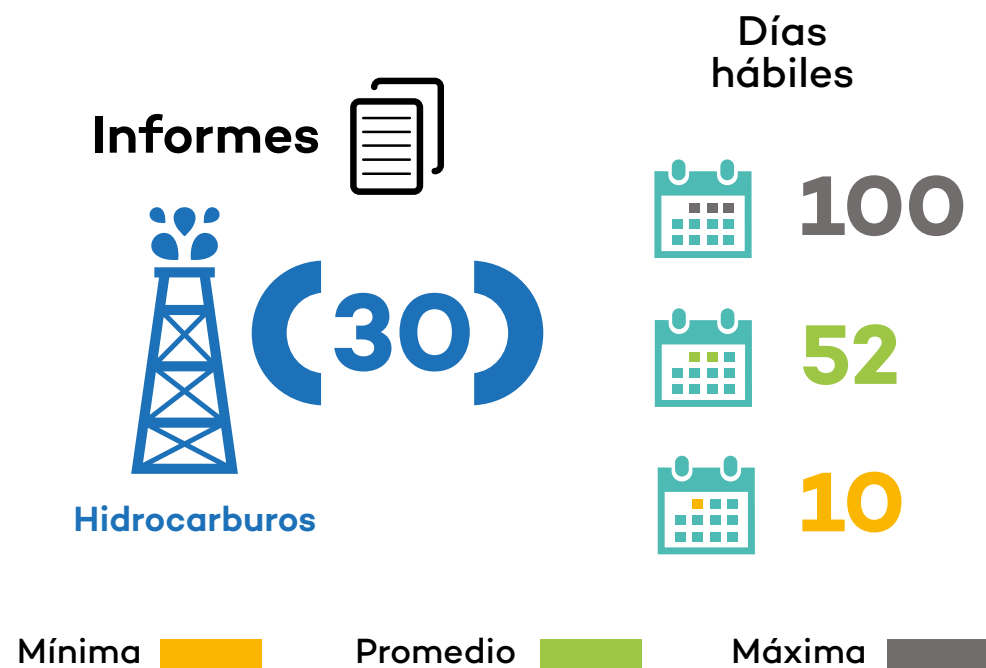 Días
hábiles
Informes
100
30
52
10
Hidrocarburos
Mínima
Promedio
Máxima